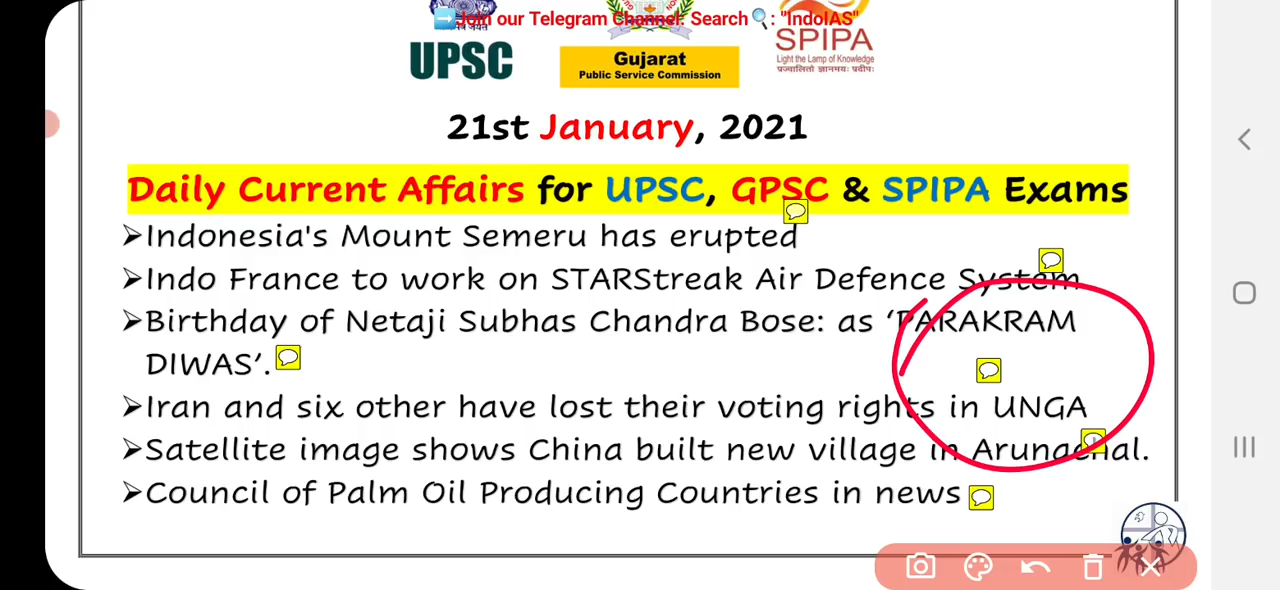 ➡Join our Telegram Channel. Search🔍: "IndoIAS"
UPSC
Gujarat
Public Service Commission
SPIPA
Light the Lamp of Knowledge
प्रज्वालितो ज्ञानमयः प्रदीपः
21st January, 2021
Daily Current Affairs for UPSC, GPSC & SPIPA Exams
➢Indonesia's Mount Semeru has erupted
➢Indo France to work on STARStreak Air Defence System
➢Birthday of Netaji Subhas Chandra Bose: as ‘PARAKRAM
DIWAS’.
➢Iran and six other have lost their voting rights in UNGA
➢Satellite image shows China built new village in Arunachal.
➢Council of Palm Oil Producing Countries in news